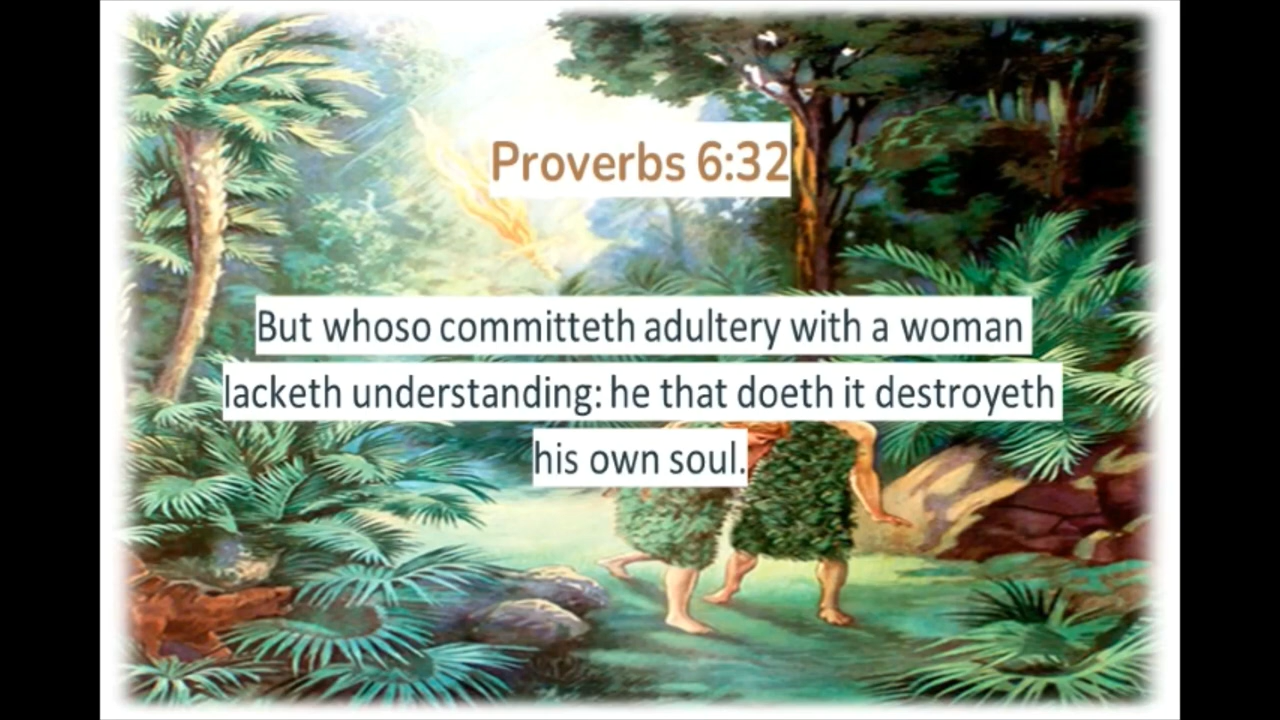 Proverbs 6:32
But whoso committeth adultery with a woman
lacketh understanding: he that doeth it destroyeth
his own soul.